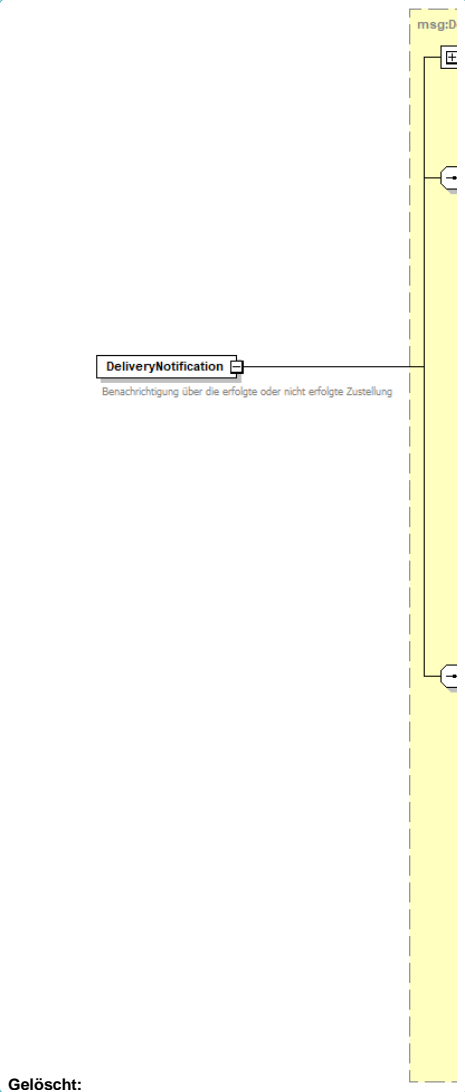 msg:D
DeliveryNotification
Benachrichtigung über die erfolgte oder nicht erfolgte Zustellung
Gelöscht: